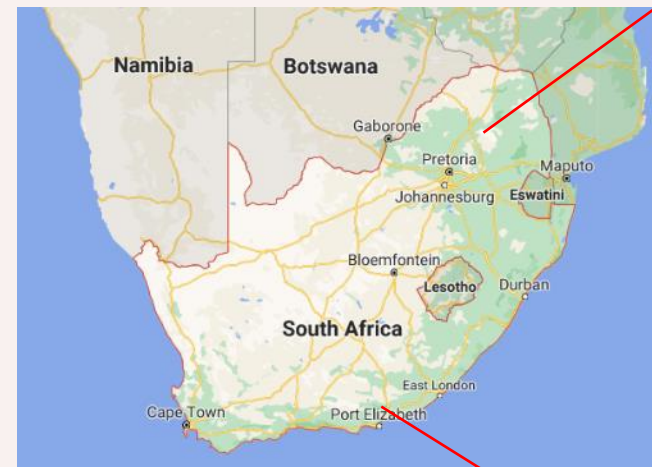 Namibia
Botswana
Gaborone
Pretoria
Maputo
Johannesburg
Eswatini
Bloemfontein
Lesotho
Durban
South Africa
East London
Cape Town
Port Elizabeth